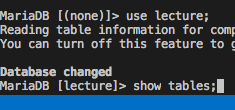 MariaDB [(none)]> use lecture;
Reading table information for
You can turn off this feature to
Database changed
MariaDB [lecture]> show tables;